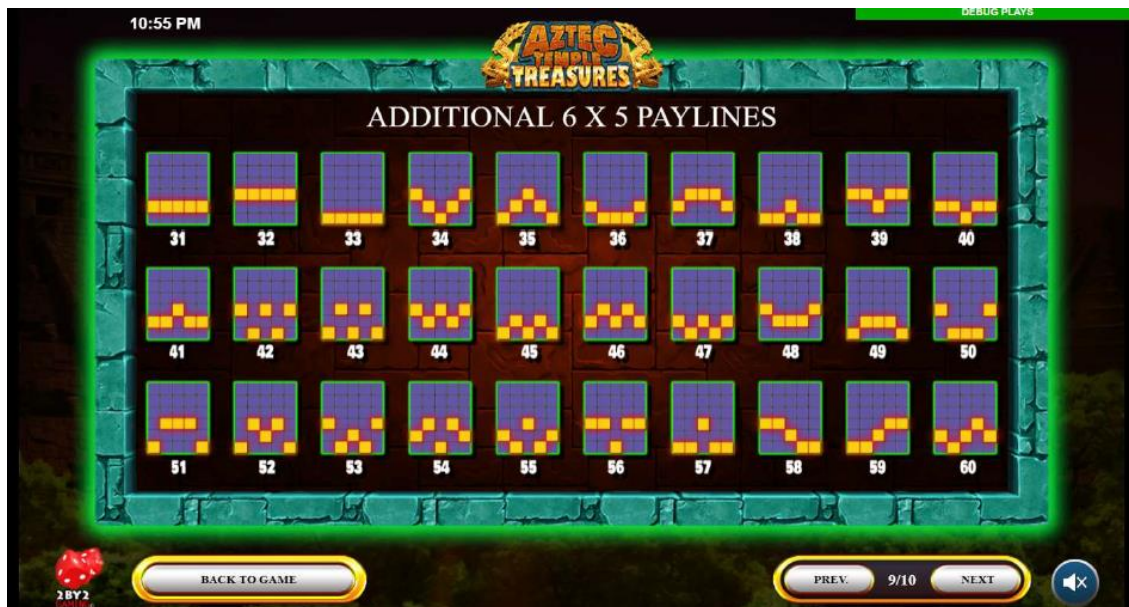 DEBUG PLAYS
10:55 PM
AZTEC
TEMPLE
TREASURES
ADDITIONAL 6 X 5 PAYLINES
31 32 33 34 35 36 37 38 39 40
41 42 43 44 45 46 47 48 49 50
51 52 53 54 55 56 57 58 59 60
BACK TO GAME
PREV. 9/10 NEXT
2BY2
GAMING